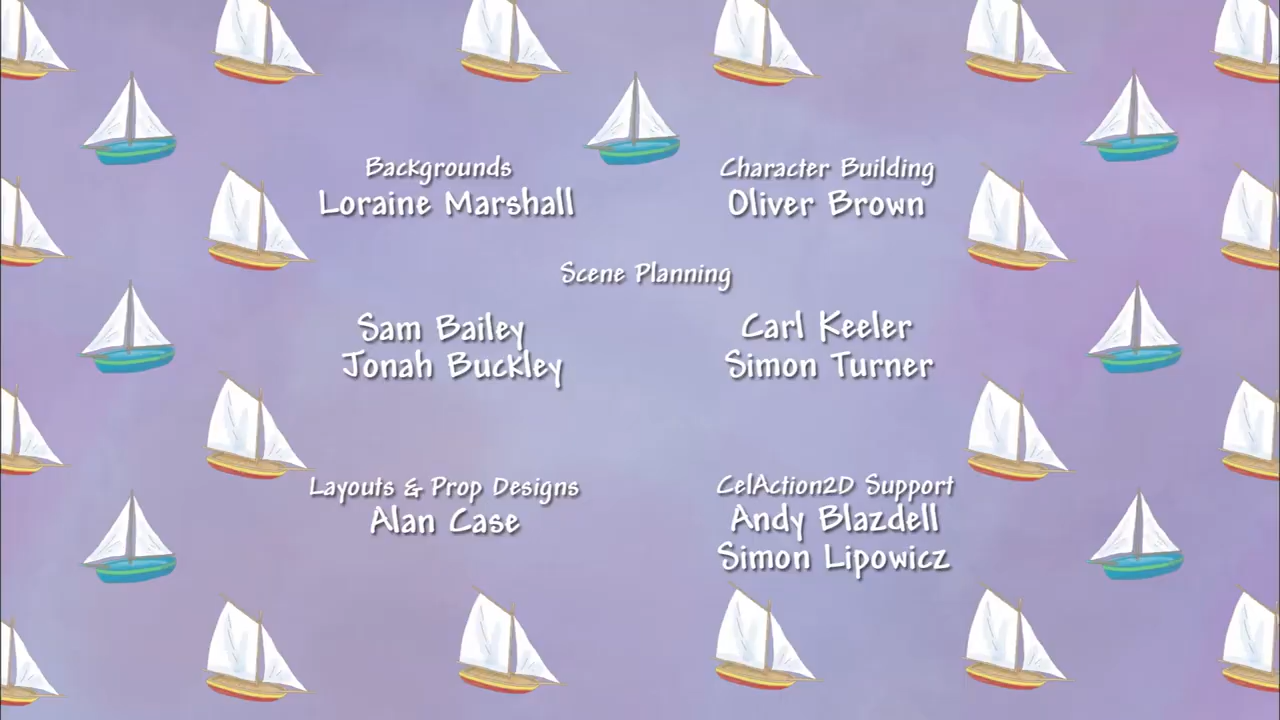 Backgrounds
Loraine Marshall
Character Building
Oliver Brown
Scene Planning
Sam Bailey
Jonah Buckley
Carl Keeler
Simon Turner
Layouts & Prop Designs
Alan Case
CelAction2D Support
Andy Blazdell
Simon Lipowicz